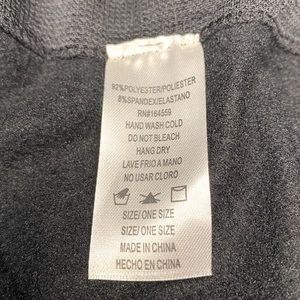 92%POLYESTER/POLIESTER
8%SPANDEX/ELASTANO
RN#164559
HAND WASH COLD
DO NOT BLEACH
HANG DRY
LAVE FRIO A MANO
NO USAR CLORO
SIZE/ ONE SIZE
SIZE/ ONE SIZE
MADE IN CHINA
HECHO EN CHINA